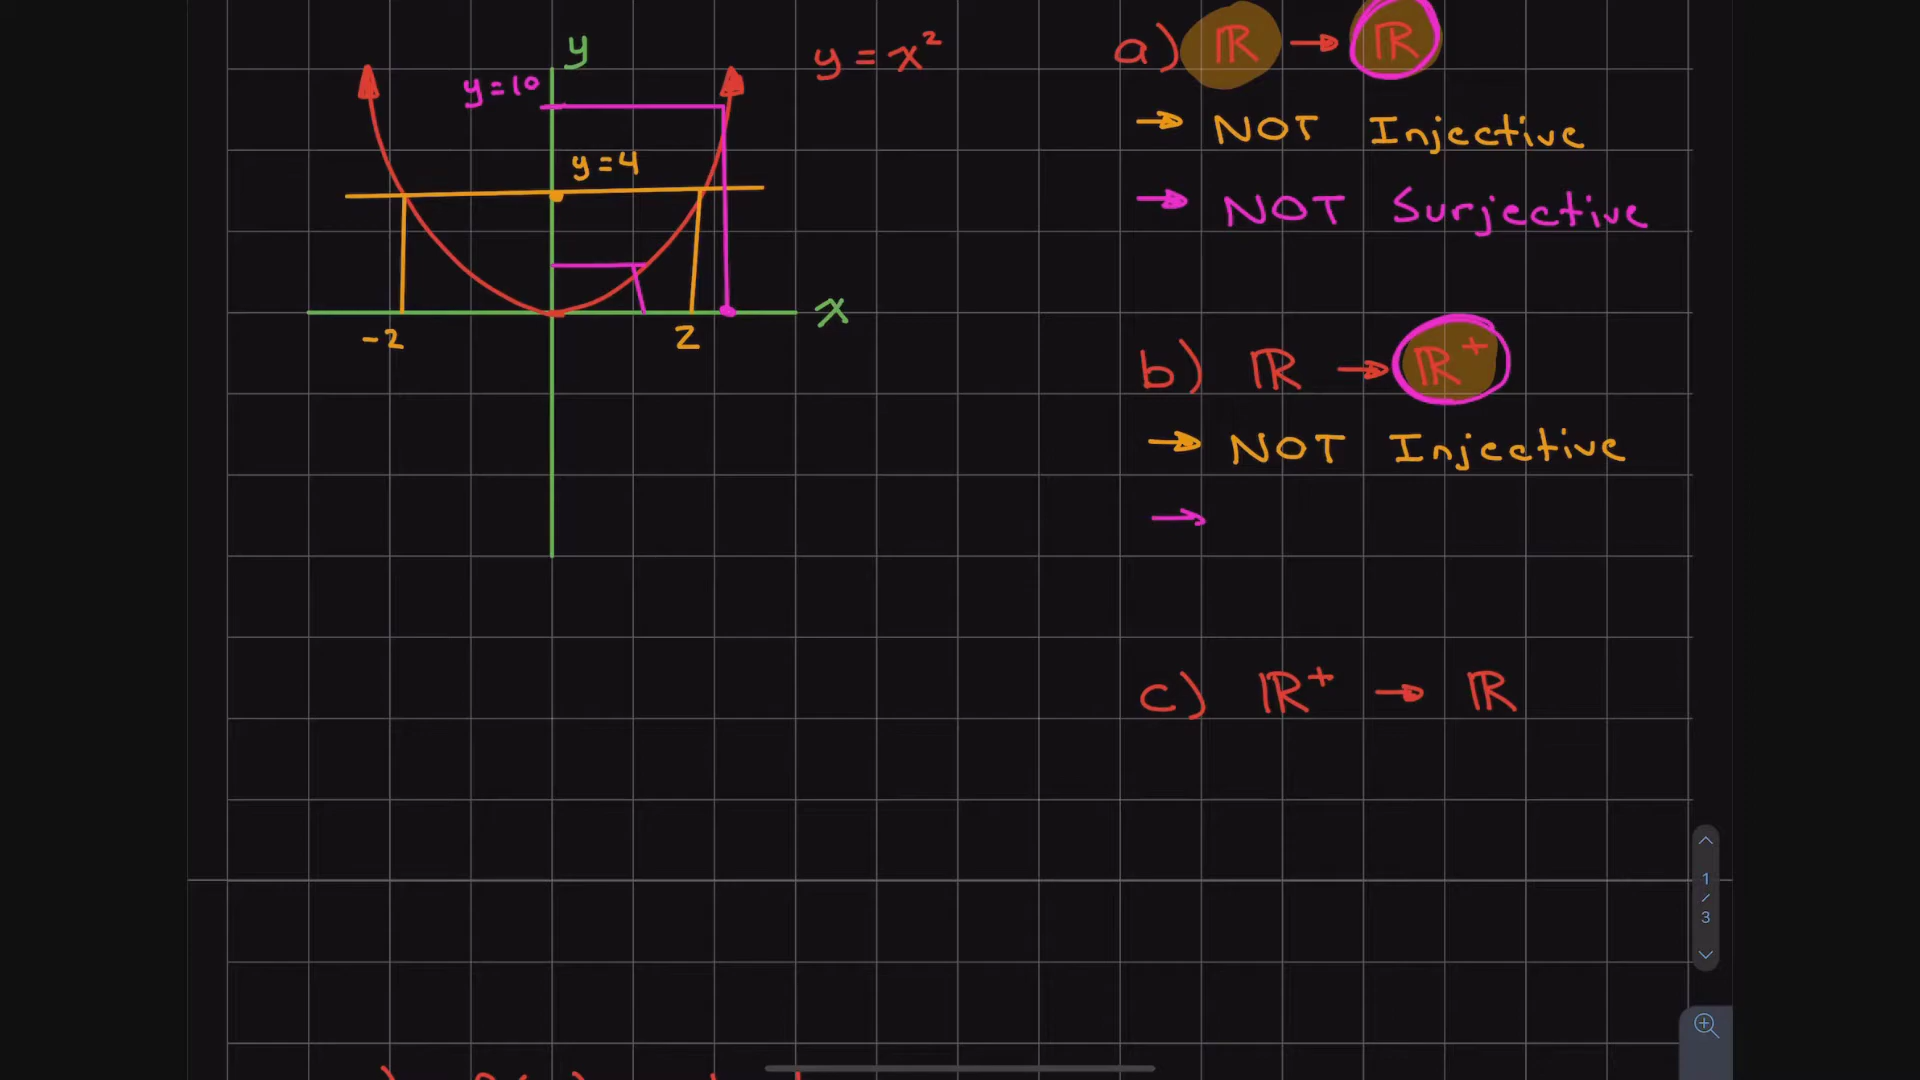 y
y = x²
y=10
y=4
-2
2
x
a) ℝ → ℝ
→ NOT Injective
→ NOT Surjective
b) ℝ → ℝ⁺
→ NOT Injective
→
c) ℝ⁺ → ℝ
1
/
3